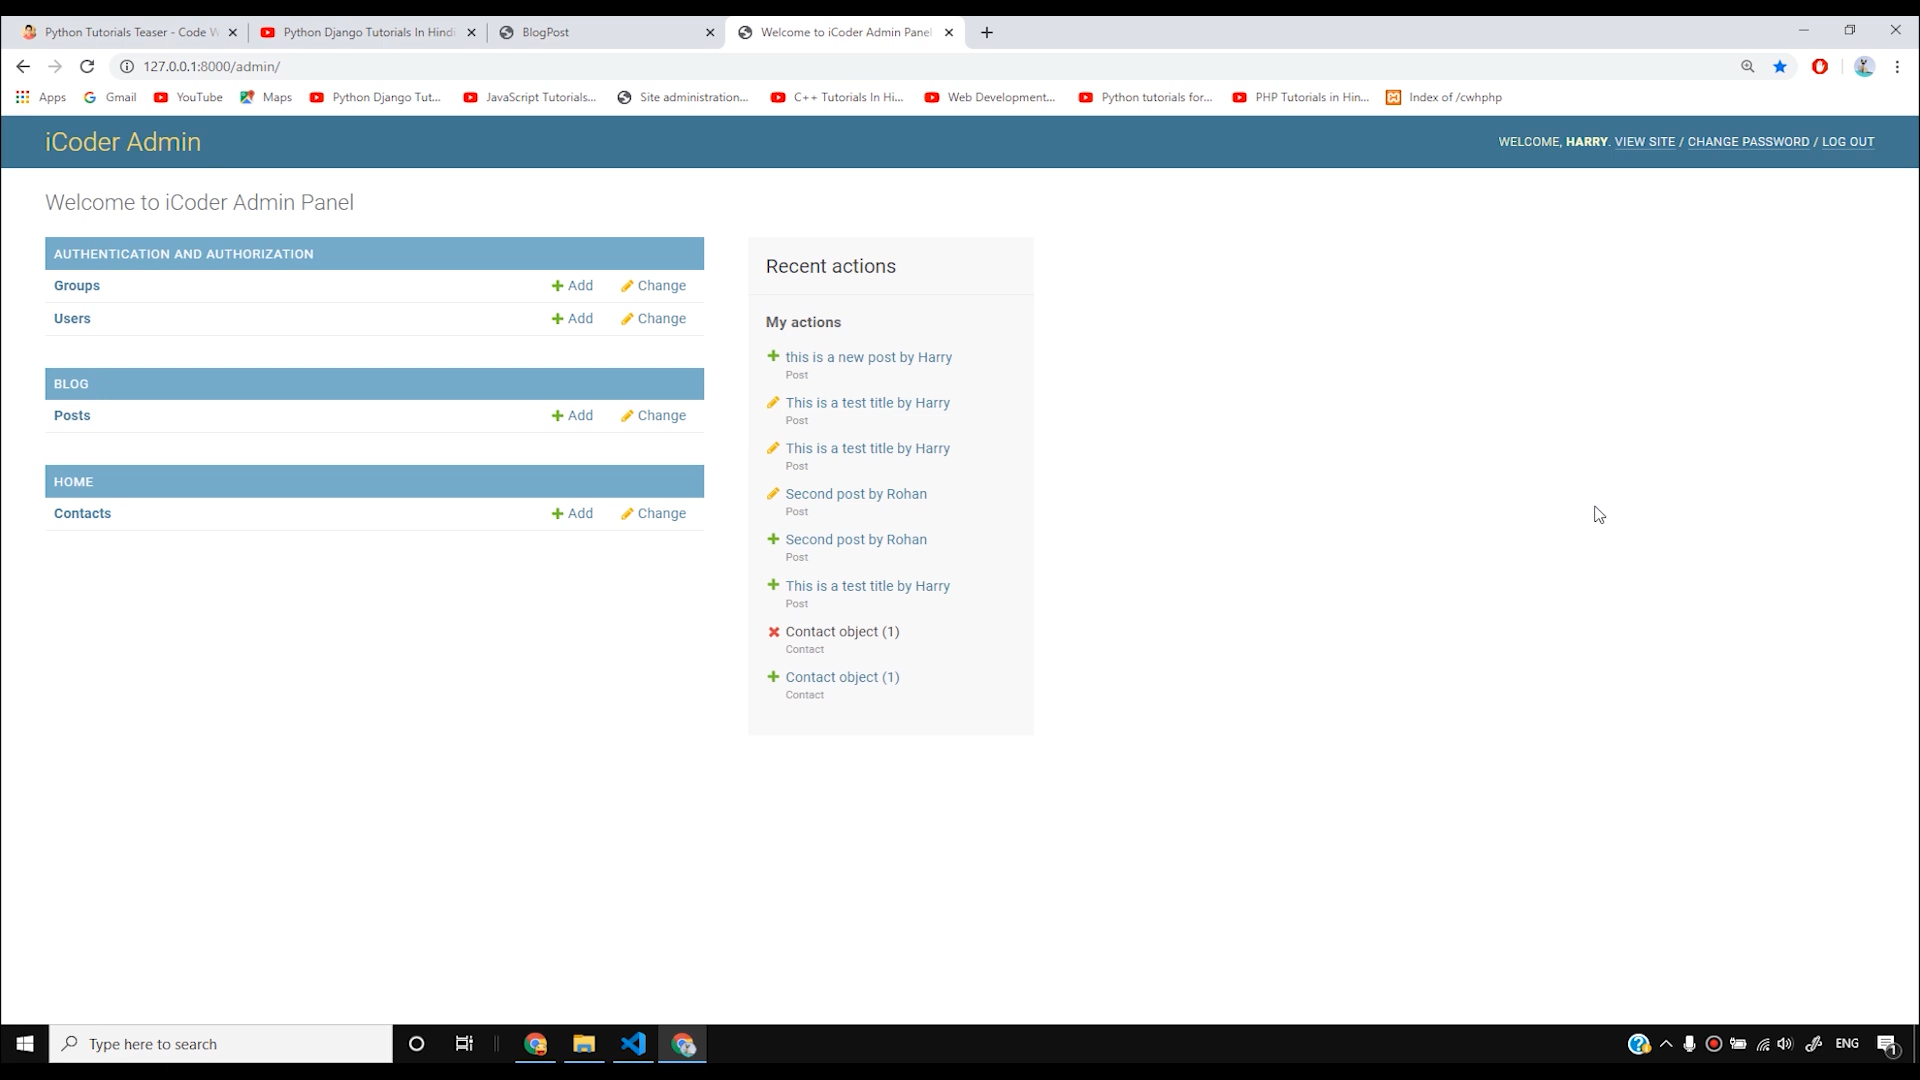 Python Tutorials Teaser - Code W
Python Django Tutorials In Hindi
BlogPost
Welcome to iCoder Admin Panel
127.0.0.1:8000/admin/
Apps
Gmail
YouTube
Maps
Python Django Tut...
JavaScript Tutorials...
Site administration...
C++ Tutorials In Hi...
Web Development...
Python tutorials for...
PHP Tutorials in Hin...
Index of /cwhphp
iCoder Admin
WELCOME, HARRY. VIEW SITE / CHANGE PASSWORD / LOG OUT
Welcome to iCoder Admin Panel
AUTHENTICATION AND AUTHORIZATION
Groups Add Change
Users Add Change
BLOG
Posts Add Change
HOME
Contacts Add Change
Recent actions
My actions
this is a new post by Harry
Post
This is a test title by Harry
Post
This is a test title by Harry
Post
Second post by Rohan
Post
Second post by Rohan
Post
This is a test title by Harry
Post
Contact object (1)
Contact
Contact object (1)
Contact
Type here to search
ENG
1